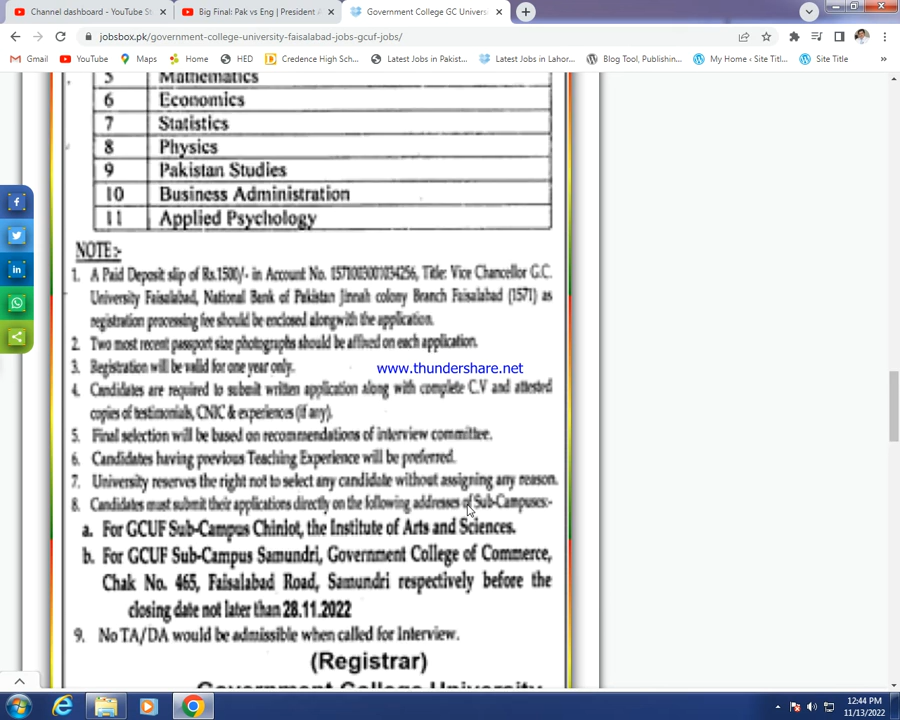 Channel dashboard - YouTube St
Big Final: Pak vs Eng | President A
Government College GC Univers
jobsbox.pk/government-college-university-faisalabad-jobs-gcuf-jobs/
Gmail YouTube Maps Home HED Credence High Sch... Latest Jobs in Pakist... Latest Jobs in Lahor... Blog Tool, Publishin... My Home ‹ Site Titl... Site Title »
5 Mathematics
6 Economics
7 Statistics
8 Physics
9 Pakistan Studies
10 Business Administration
11 Applied Psychology
NOTE:-
1. A Paid Deposit slip of Rs.1500/- in Account No. 1571003001034256, Title: Vice Chancellor G.C.
University Faisalabad, National Bank of Pakistan Jinnah colony Branch Faisalabad (1571) as
registration processing fee should be enclosed alongwith the application.
2. Two most recent passport size photographs should be affixed on each application.
3. Registration will be valid for one year only.
www.thundershare.net
4. Candidates are required to submit written application along with complete C.V and attested
copies of testimonials, CNIC & experiences (if any).
5. Final selection will be based on recommendations of interview committee.
6. Candidates having previous Teaching Experience will be preferred.
7. University reserves the right not to select any candidate without assigning any reason.
8. Candidates must submit their applications directly on the following addresses of Sub-Campuses:-
a. For GCUF Sub-Campus Chiniot, the Institute of Arts and Sciences.
b. For GCUF Sub-Campus Samundri, Government College of Commerce,
Chak No. 465, Faisalabad Road, Samundri respectively before the
closing date not later than 28.11.2022
9. No TA/DA would be admissible when called for Interview.
(Registrar)
Government College University
12:44 PM
11/13/2022